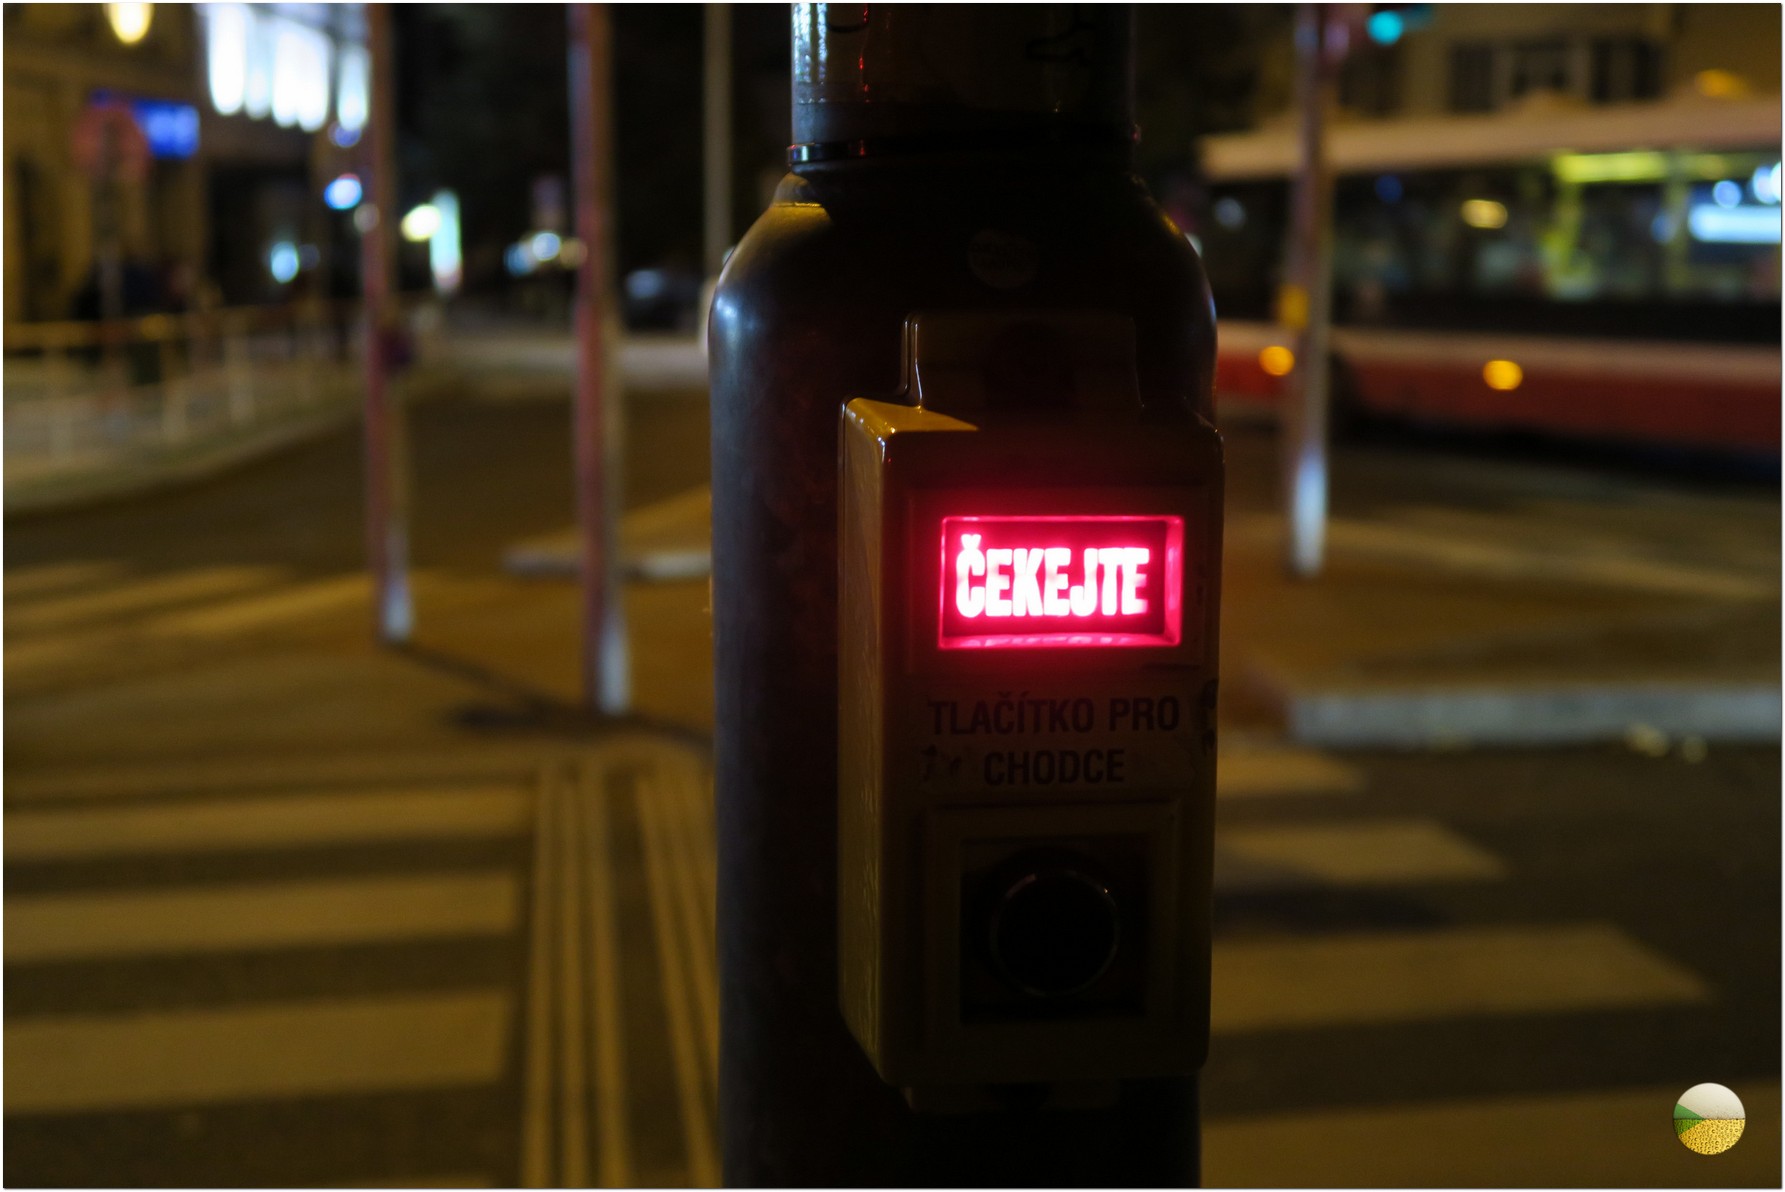 ČEKEJTE
TLAČÍTKO PRO
CHODCE